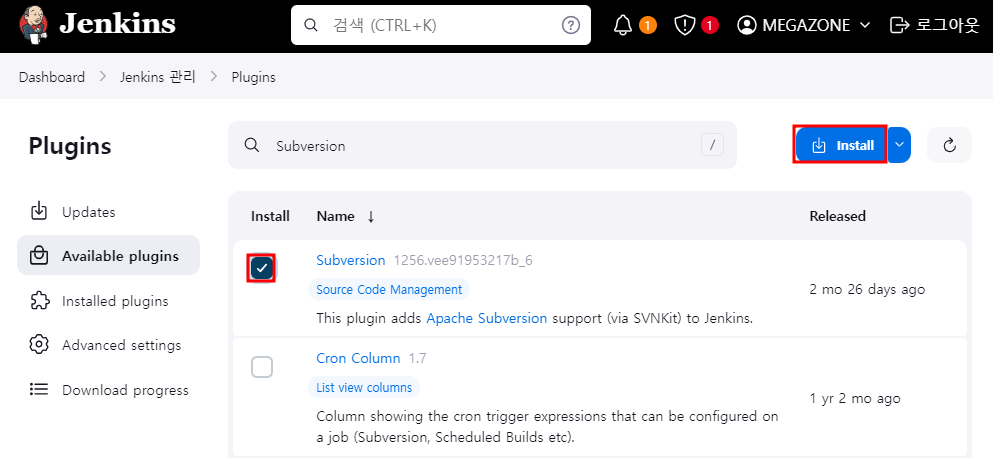 Jenkins
검색 (CTRL+K)
?
1
1
MEGAZONE
로그아웃
Dashboard > Jenkins 관리 > Plugins
Plugins
Subversion
/
Install
Updates
Available plugins
Installed plugins
Advanced settings
Download progress
Install Name ↓ Released
Subversion 1256.vee91953217b_6
Source Code Management
This plugin adds Apache Subversion support (via SVNKit) to Jenkins.
2 mo 26 days ago
Cron Column 1.7
List view columns
Column showing the cron trigger expressions that can be configured on
a job (Subversion, Scheduled Builds etc).
1 yr 2 mo ago